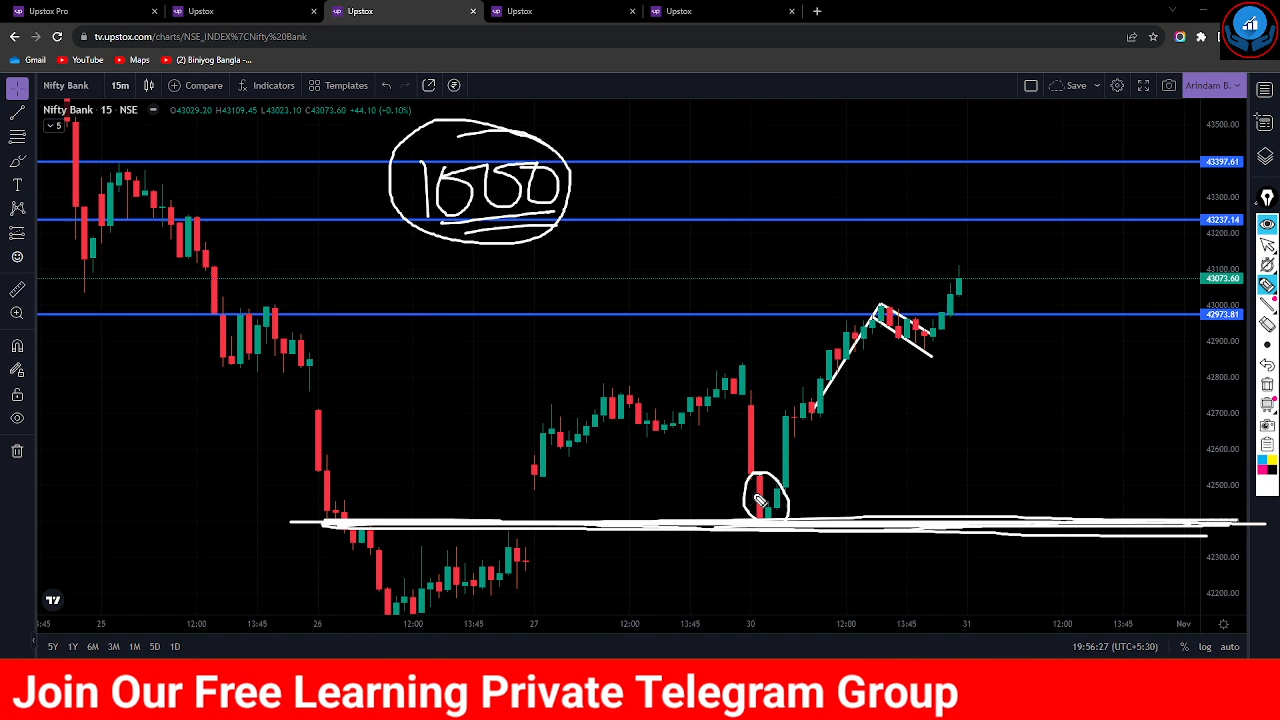 Upstox Pro
Upstox
Upstox
Upstox
Upstox
tv.upstox.com/charts/NSE_INDEX%7CNifty%20Bank
Gmail
YouTube
Maps
(2) Biniyog Bangla -...
Nifty Bank
15m
Compare
Indicators
Templates
Save
Arindam B.
Nifty Bank · 15 · NSE
O43029.20 H43109.45 L43023.10 C43073.60 +44.10 (+0.10%)
5
43500.00
43397.61
43300.00
43237.14
43200.00
43100.00
43073.60
43000.00
42973.81
42900.00
42800.00
42700.00
42600.00
42500.00
42300.00
42200.00
:45 25 12:00 13:45 26 12:00 13:45 27 12:00 13:45 30 12:00 13:45 31 12:00 13:45 Nov
5Y 1Y 6M 3M 1M 5D 1D
19:56:27 (UTC+5:30)
% log auto
Join Our Free Learning Private Telegram Group